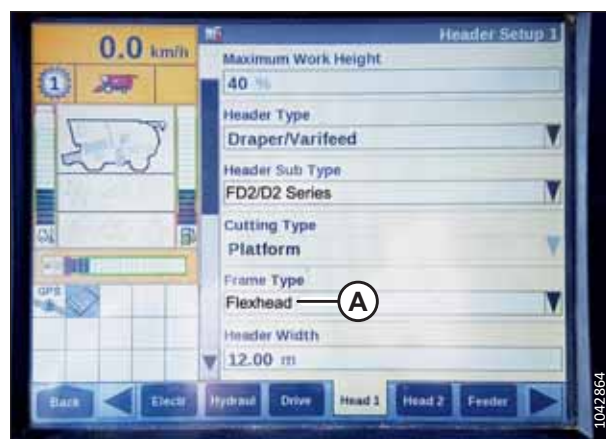 0.0 km/h
Header Setup 1
1
Maximum Work Height
40 %
Header Type
Draper/Varifeed
Header Sub Type
FD2/D2 Series
Cutting Type
Platform
Frame Type
Flexhead
A
Header Width
12.00 m
GPS
Back
Electr
Hydraul
Drive
Head 1
Head 2
Feeder
1042864